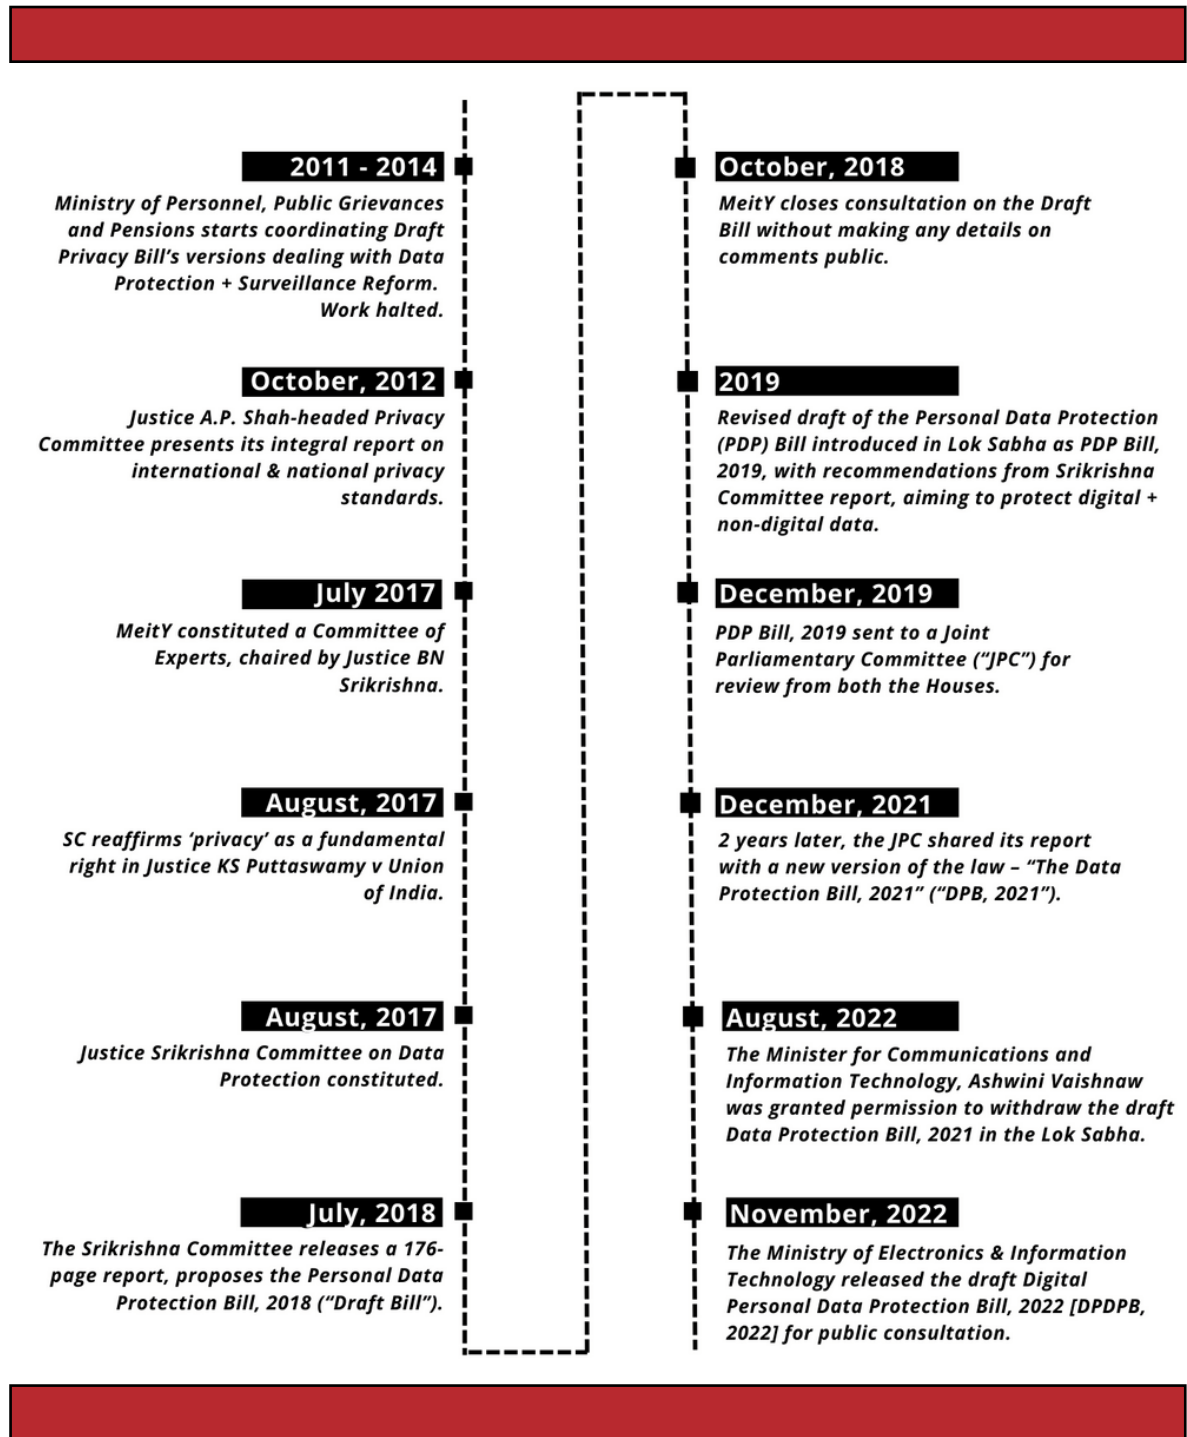 2011 - 2014
Ministry of Personnel, Public Grievances
and Pensions starts coordinating Draft
Privacy Bill’s versions dealing with Data
Protection + Surveillance Reform.
Work halted.
October, 2012
Justice A.P. Shah-headed Privacy
Committee presents its integral report on
international & national privacy
standards.
July 2017
MeitY constituted a Committee of
Experts, chaired by Justice BN
Srikrishna.
August, 2017
SC reaffirms ‘privacy’ as a fundamental
right in Justice KS Puttaswamy v Union
of India.
August, 2017
Justice Srikrishna Committee on Data
Protection constituted.
July, 2018
The Srikrishna Committee releases a 176-
page report, proposes the Personal Data
Protection Bill, 2018 (“Draft Bill”).
October, 2018
MeitY closes consultation on the Draft
Bill without making any details on
comments public.
2019
Revised draft of the Personal Data Protection
(PDP) Bill introduced in Lok Sabha as PDP Bill,
2019, with recommendations from Srikrishna
Committee report, aiming to protect digital +
non-digital data.
December, 2019
PDP Bill, 2019 sent to a Joint
Parliamentary Committee (“JPC”) for
review from both the Houses.
December, 2021
2 years later, the JPC shared its report
with a new version of the law – “The Data
Protection Bill, 2021” (“DPB, 2021”).
August, 2022
The Minister for Communications and
Information Technology, Ashwini Vaishnaw
was granted permission to withdraw the draft
Data Protection Bill, 2021 in the Lok Sabha.
November, 2022
The Ministry of Electronics & Information
Technology released the draft Digital
Personal Data Protection Bill, 2022 [DPDPB,
2022] for public consultation.